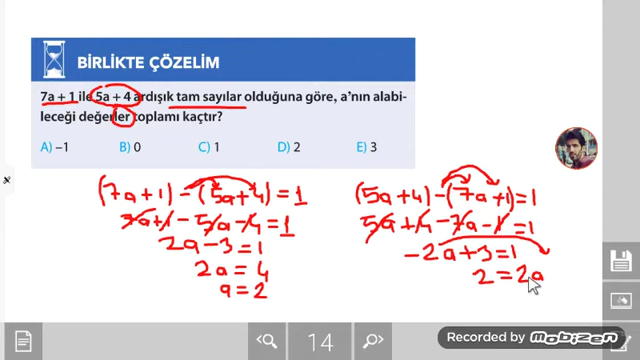 BİRLİKTE ÇÖZELİM
7a + 1 ile 5a + 4 ardışık tam sayılar olduğuna göre, a'nın alabi-
leceği değerler toplamı kaçtır?
A) –1 B) 0 C) 1 D) 2 E) 3
(7a+1) - (5a+4) = 1
7a+1 - 5a - 4 = 1
2a - 3 = 1
2a = 4
a = 2
(5a+4) - (7a+1) = 1
5a + 4 - 7a - 1 = 1
-2a + 3 = 1
2 = 2a
14
Recorded by mobizen